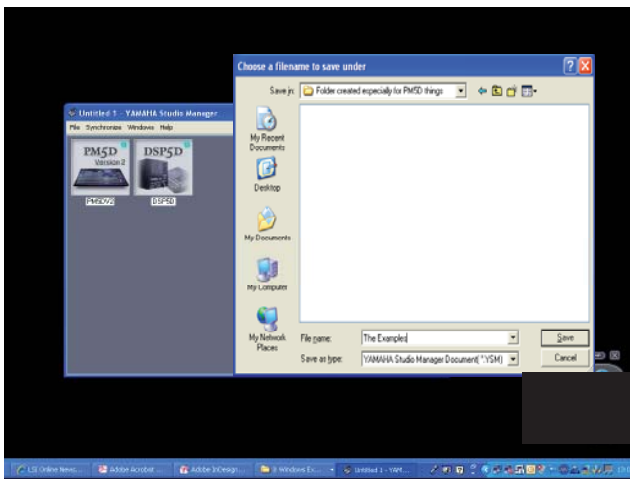 Choose a filename to save under
Save in: Folder created especially for PM5D things
Untitled 1 - YAMAHA Studio Manager
File Synchronize Windows Help
PM5D
Version 2
DSP5D
PM5DV2
DSP5D
My Recent
Documents
Desktop
My Documents
My Computer
My Network
Places
File name: The Examples
Save
Save as type: YAMAHA Studio Manager Document( *.YSM)
Cancel
LSI Online News...
Adobe Acrobat ...
Adobe InDesign...
8 Windows Ex...
Untitled 1 - YAM...